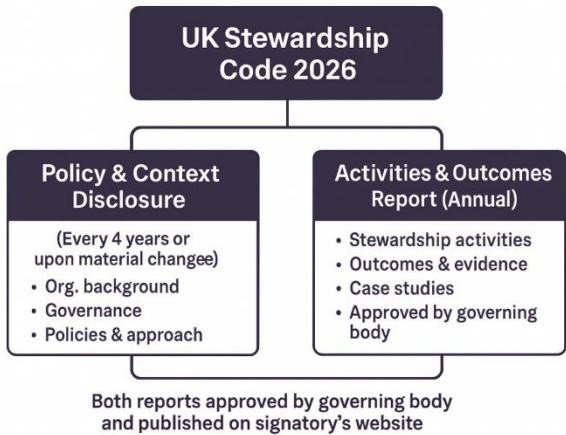 UK Stewardship
Code 2026
Policy & Context
Disclosure
(Every 4 years or
upon material changee)
• Org. background
• Governance
• Policies & approach
Activities & Outcomes
Report (Annual)
• Stewardship activities
• Outcomes & evidence
• Case studies
• Approved by governing
body
Both reports approved by governing body
and published on signatory’s website